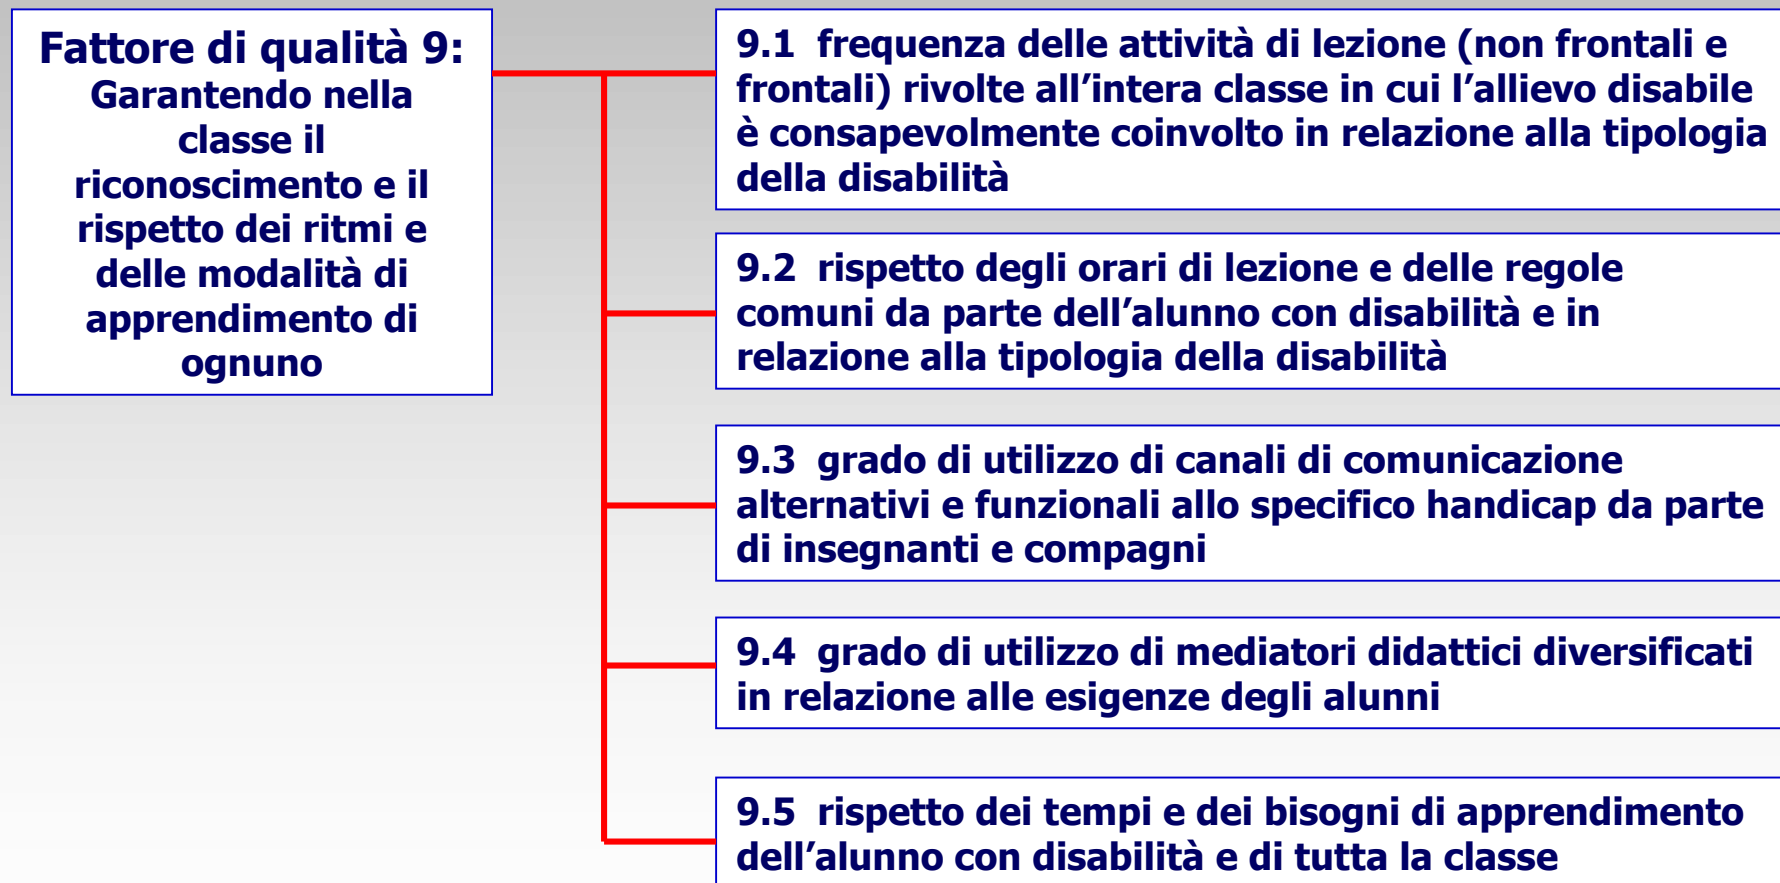 Fattore di qualità 9:
Garantendo nella
classe il
riconoscimento e il
rispetto dei ritmi e
delle modalità di
apprendimento di
ognuno
9.1 frequenza delle attività di lezione (non frontali e
frontali) rivolte all’intera classe in cui l’allievo disabile
è consapevolmente coinvolto in relazione alla tipologia
della disabilità
9.2 rispetto degli orari di lezione e delle regole
comuni da parte dell’alunno con disabilità e in
relazione alla tipologia della disabilità
9.3 grado di utilizzo di canali di comunicazione
alternativi e funzionali allo specifico handicap da parte
di insegnanti e compagni
9.4 grado di utilizzo di mediatori didattici diversificati
in relazione alle esigenze degli alunni
9.5 rispetto dei tempi e dei bisogni di apprendimento
dell’alunno con disabilità e di tutta la classe